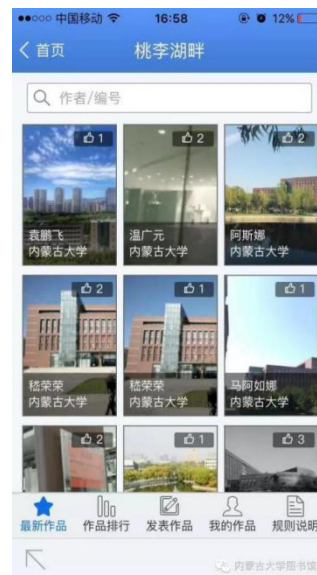 中国移动 16:58 12%
首页 桃李湖畔
作者/编号
1 2 2
袁鹏飞 温广元 阿斯娜
内蒙古大学 内蒙古大学 内蒙古大学
2 1 1
嵇荣荣 嵇荣荣 马阿如娜
内蒙古大学 内蒙古大学 内蒙古大学
2 1 3
最新作品 作品排行 发表作品 我的作品 规则说明
内蒙古大学图书馆